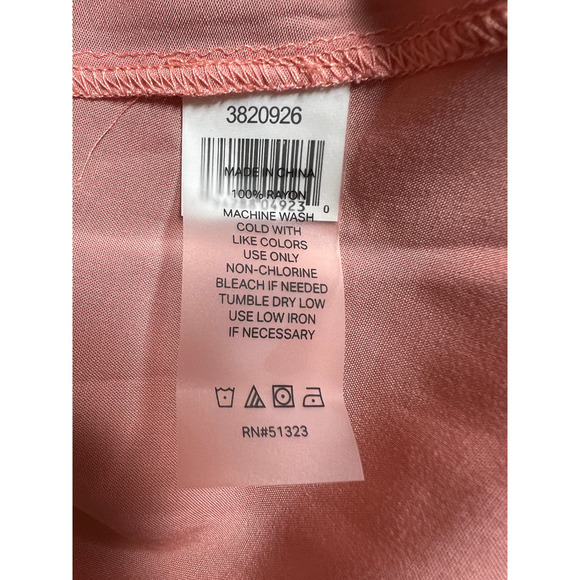 3820926
MADE IN CHINA
100% RAYON
04923 0
MACHINE WASH
COLD WITH
LIKE COLORS
USE ONLY
NON-CHLORINE
BLEACH IF NEEDED
TUMBLE DRY LOW
USE LOW IRON
IF NECESSARY
RN#51323